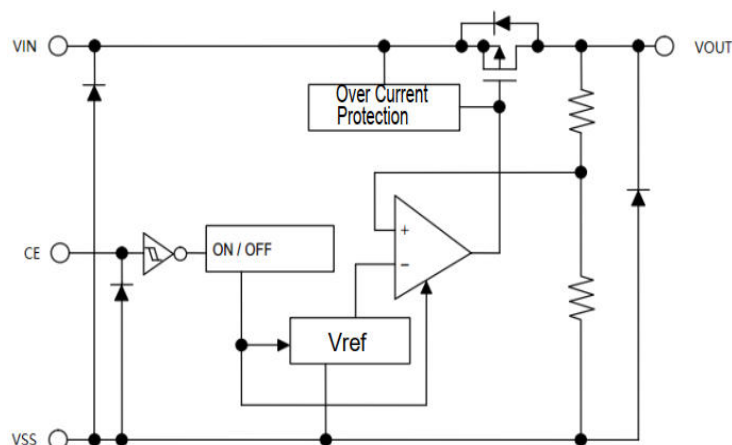 VIN
VOUT
Over Current
Protection
+
CE
ON / OFF
−
Vref
VSS